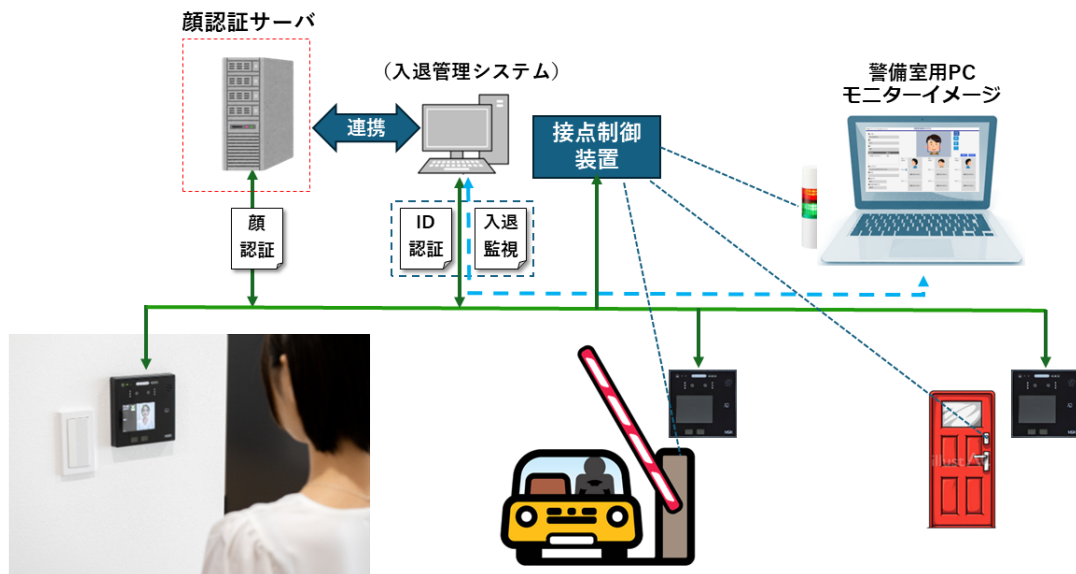 顔認証サーバ
（入退管理システム）
警備室用PC
モニターイメージ
連携
接点制御
装置
顔
認証
ID
認証
入退
監視